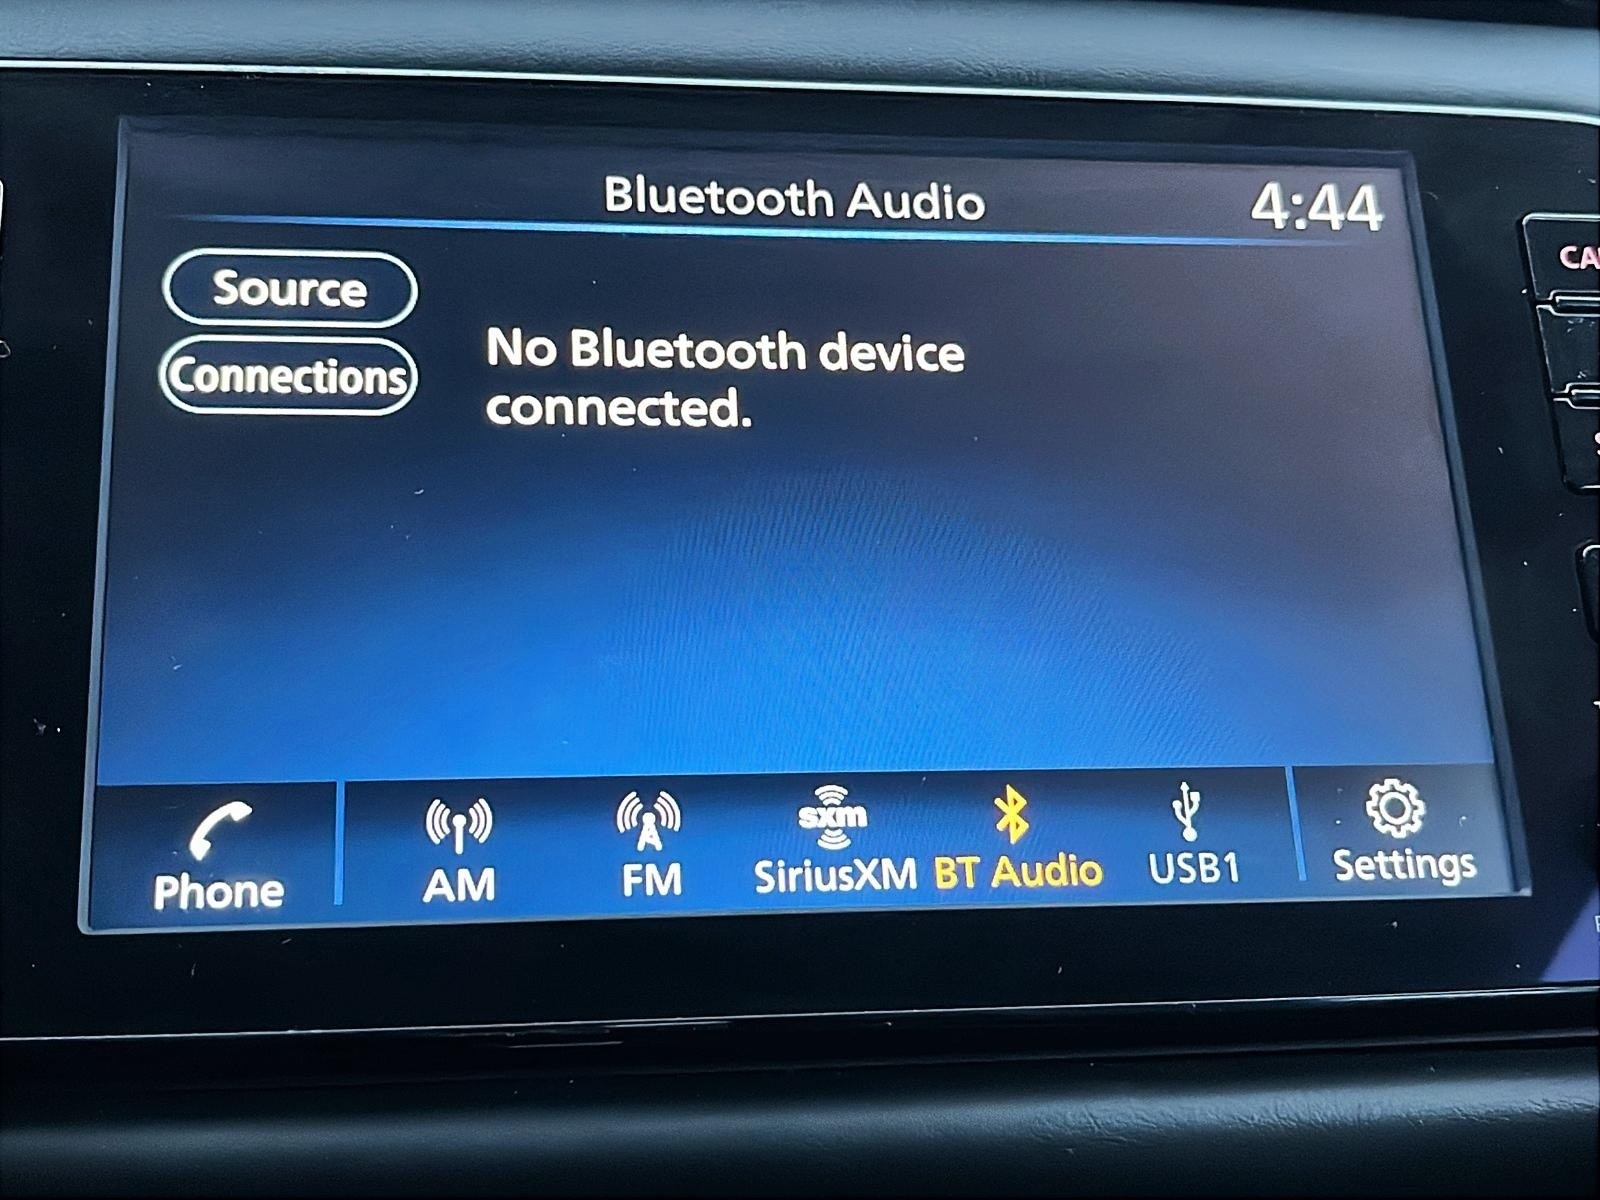 Bluetooth Audio
4:44
Source
Connections
No Bluetooth device
connected.
Phone
AM
FM
sxm
SiriusXM
BT Audio
USB1
Settings